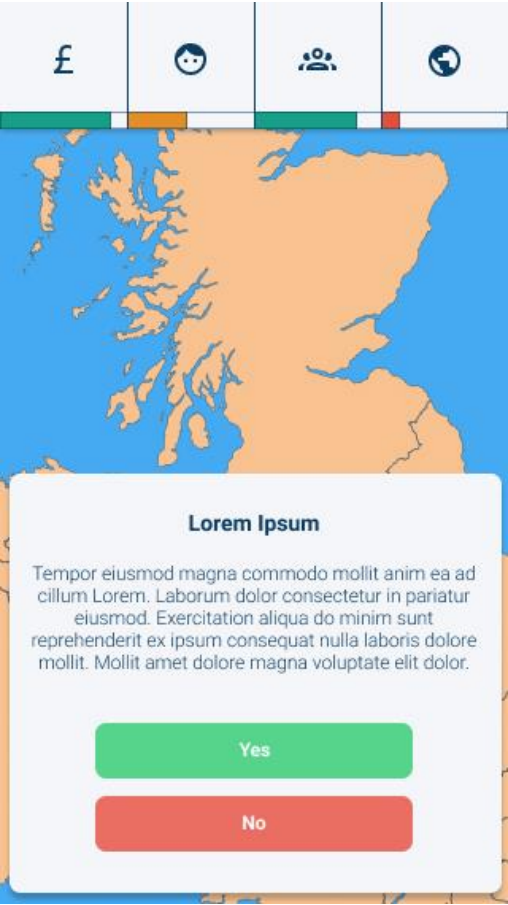 £
Lorem Ipsum
Tempor eiusmod magna commodo mollit anim ea ad
cillum Lorem. Laborum dolor consectetur in pariatur
eiusmod. Exercitation aliqua do minim sunt
reprehenderit ex ipsum consequat nulla laboris dolore
mollit. Mollit amet dolore magna voluptate elit dolor.
Yes
No